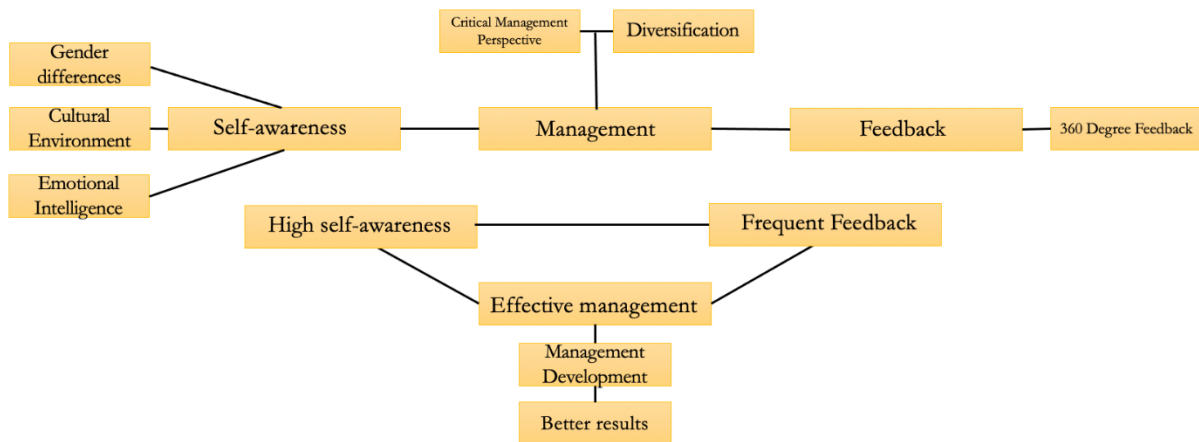 Critical Management
Perspective
Diversification
Gender
differences
Cultural
Environment
Self-awareness
Management
Feedback
360 Degree Feedback
Emotional
Intelligence
High self-awareness
Frequent Feedback
Effective management
Management
Development
Better results